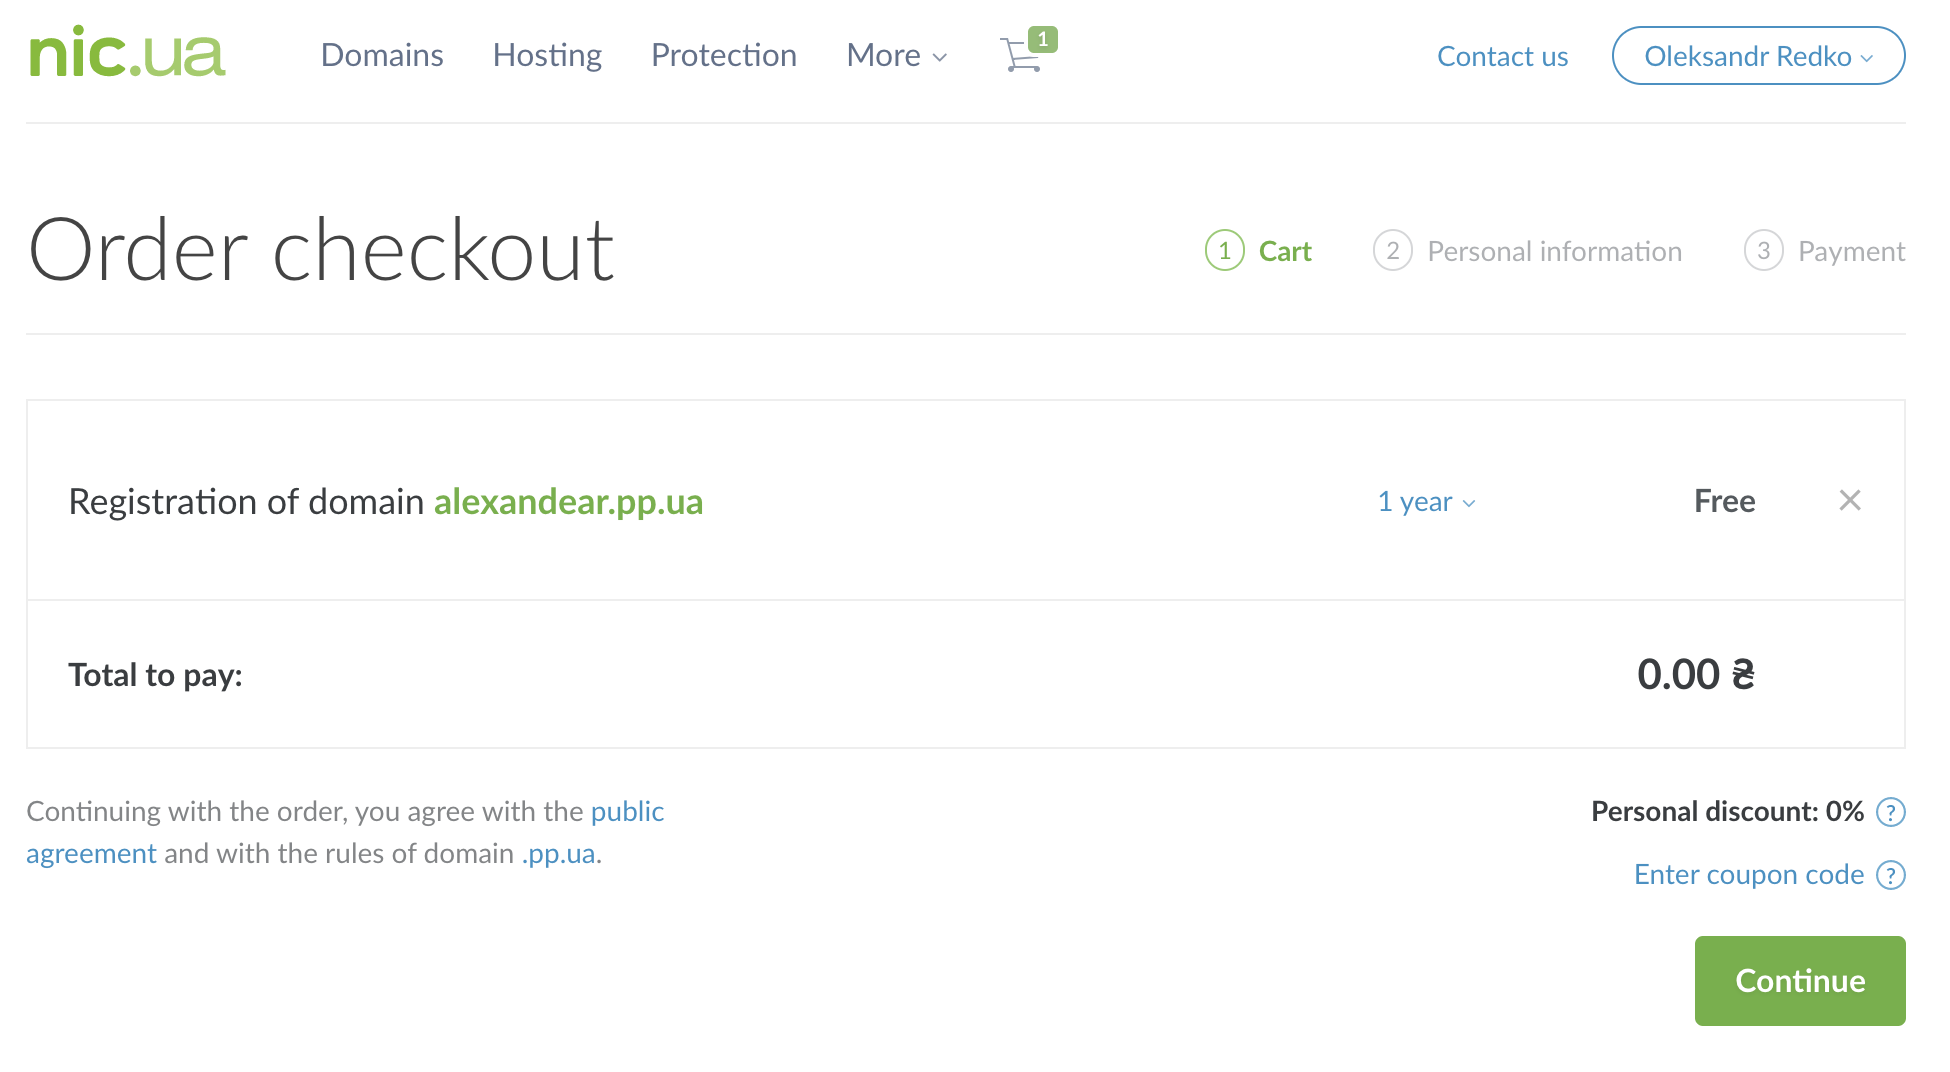 nic.ua Domains Hosting Protection More 1 Contact us Oleksandr Redko
Order checkout 1 Cart 2 Personal information 3 Payment
Registration of domain alexandear.pp.ua 1 year Free
Total to pay: 0.00 ₴
Continuing with the order, you agree with the public
agreement and with the rules of domain .pp.ua.
Personal discount: 0% ?
Enter coupon code ?
Continue